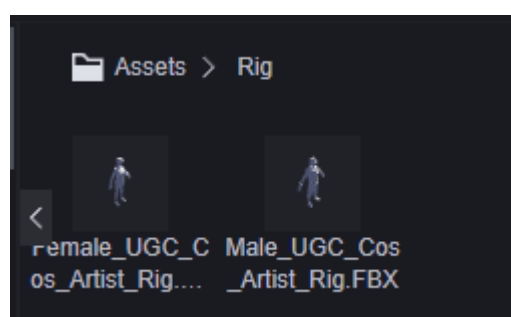 Assets > Rig
Female_UGC_C
os_Artist_Rig....
Male_UGC_Cos
_Artist_Rig.FBX